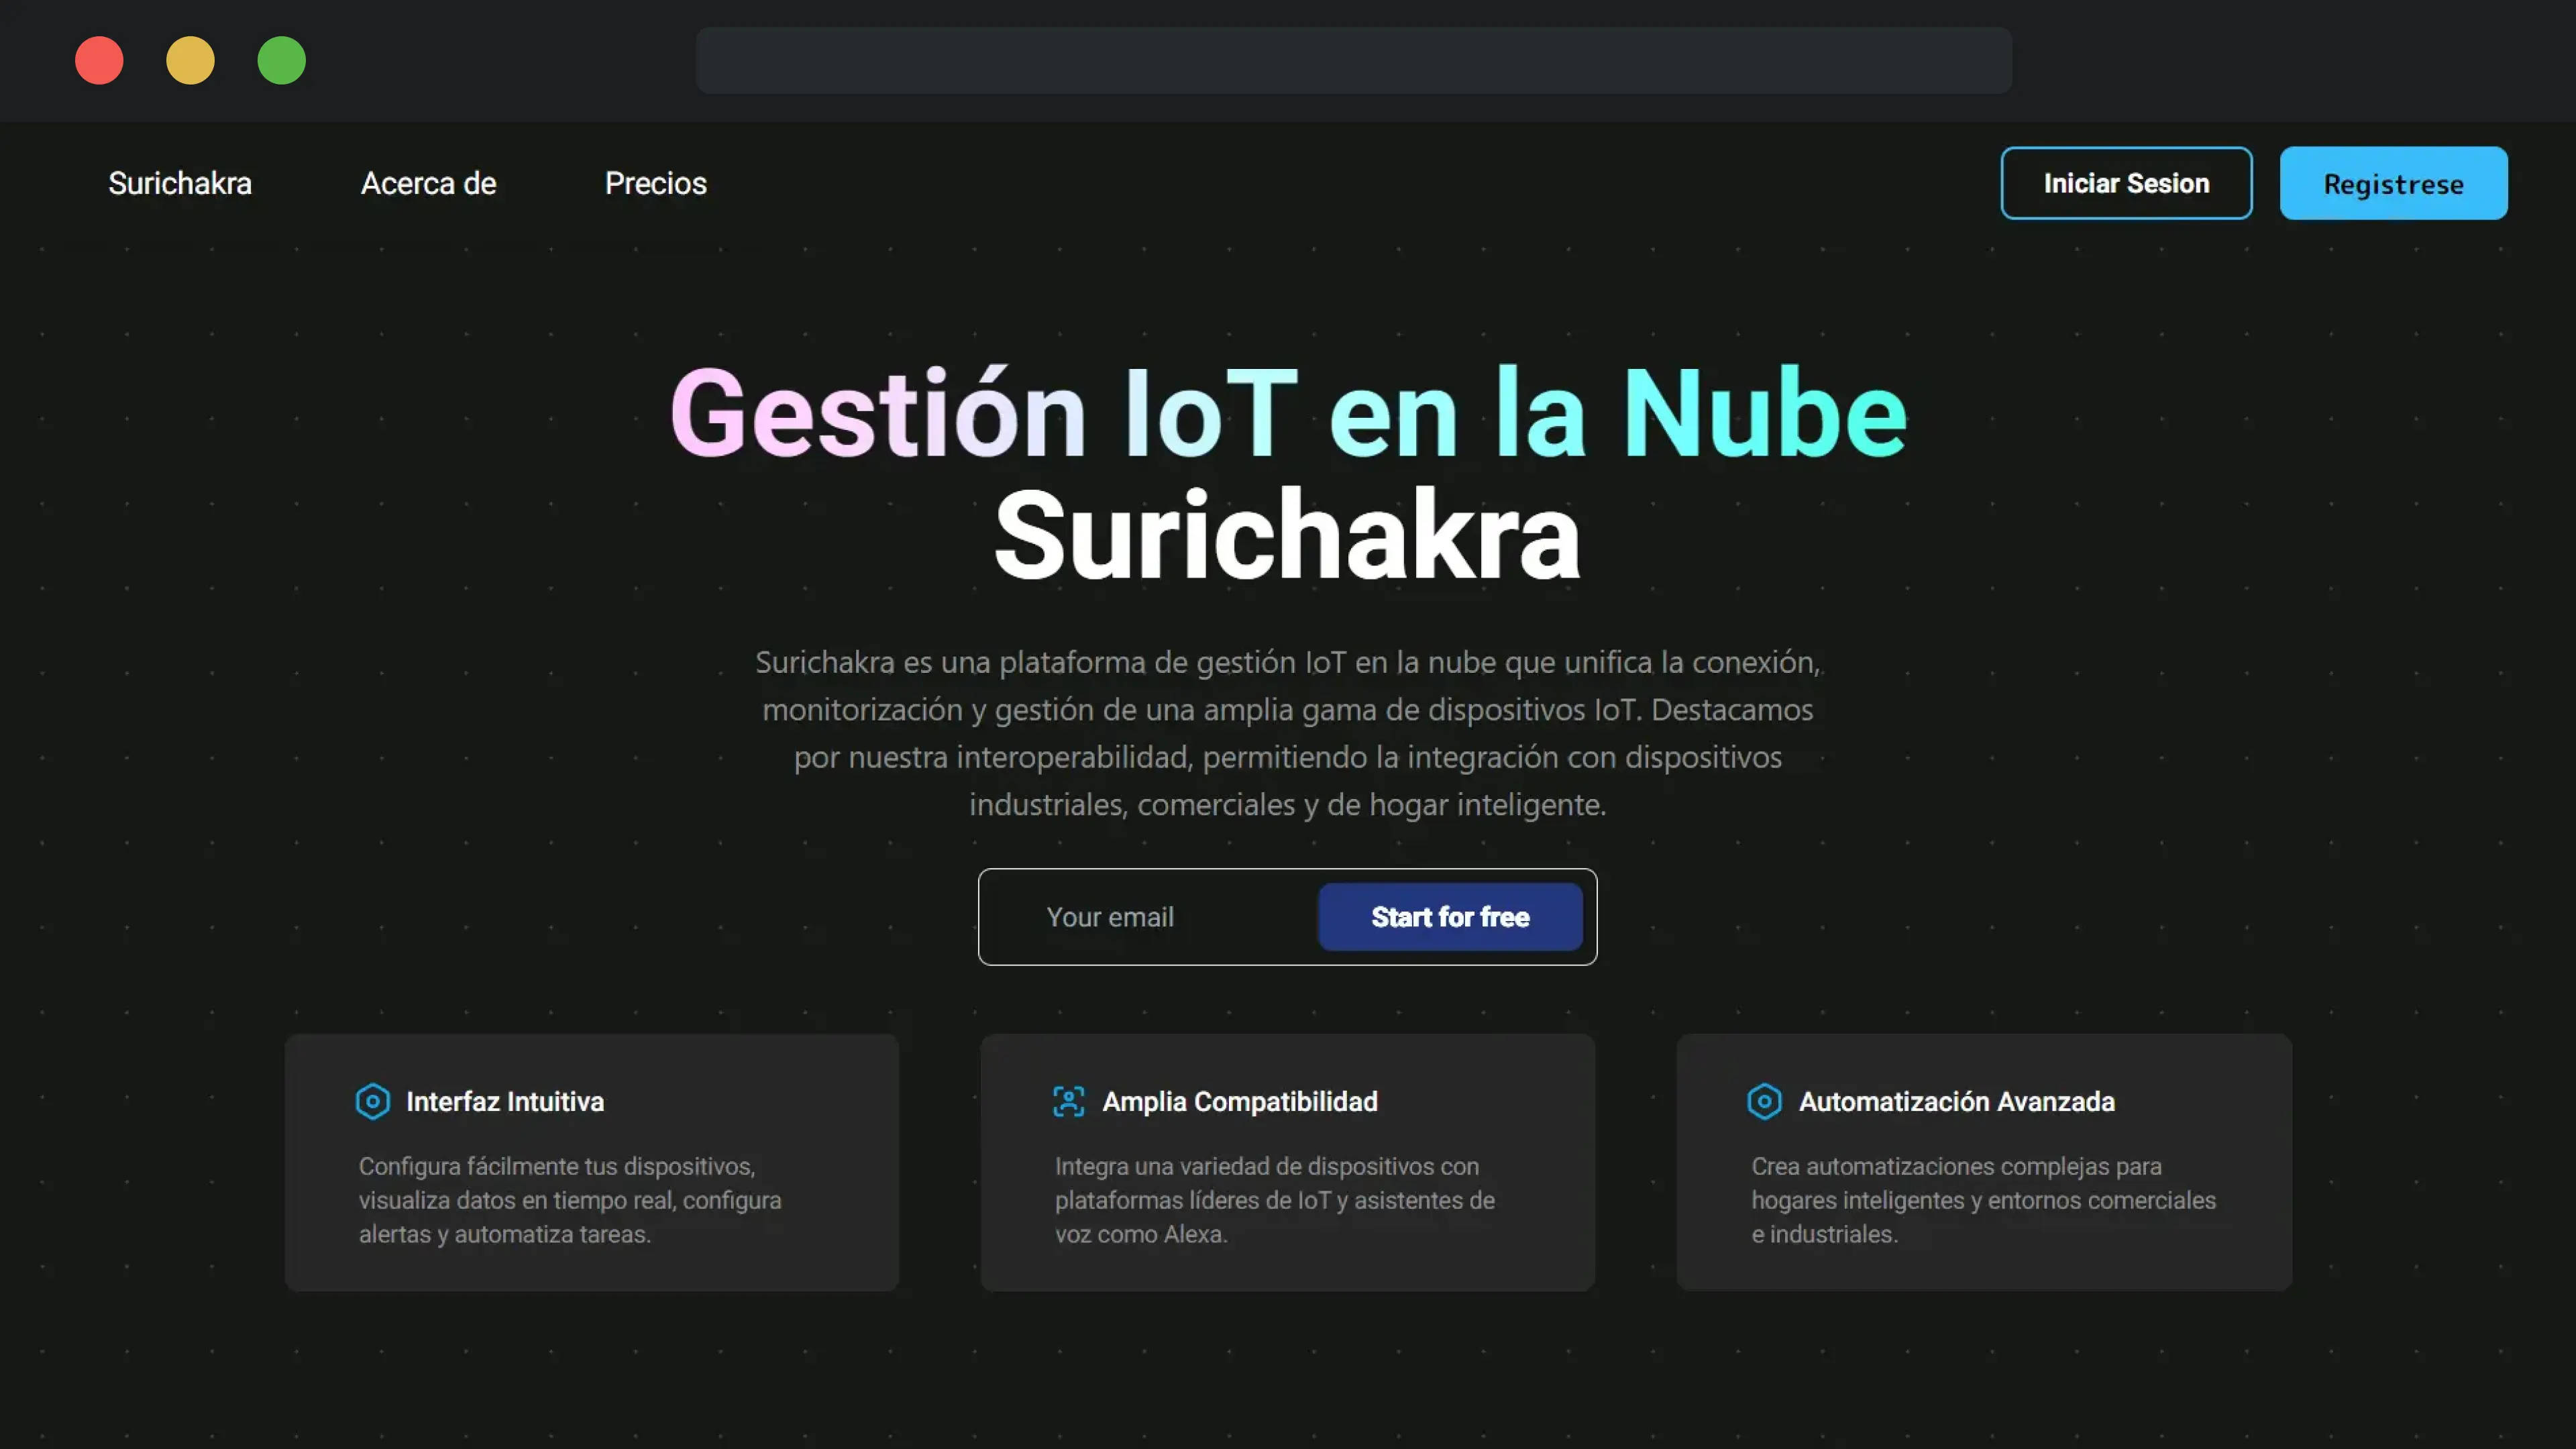 Surichakra
Acerca de
Precios
Iniciar Sesion
Registrese
Gestión IoT en la Nube
Surichakra
Surichakra es una plataforma de gestión IoT en la nube que unifica la conexión,
monitorización y gestión de una amplia gama de dispositivos IoT. Destacamos
por nuestra interoperabilidad, permitiendo la integración con dispositivos
industriales, comerciales y de hogar inteligente.
Your email
Start for free
Interfaz Intuitiva
Configura fácilmente tus dispositivos,
visualiza datos en tiempo real, configura
alertas y automatiza tareas.
Amplia Compatibilidad
Integra una variedad de dispositivos con
plataformas líderes de IoT y asistentes de
voz como Alexa.
Automatización Avanzada
Crea automatizaciones complejas para
hogares inteligentes y entornos comerciales
e industriales.